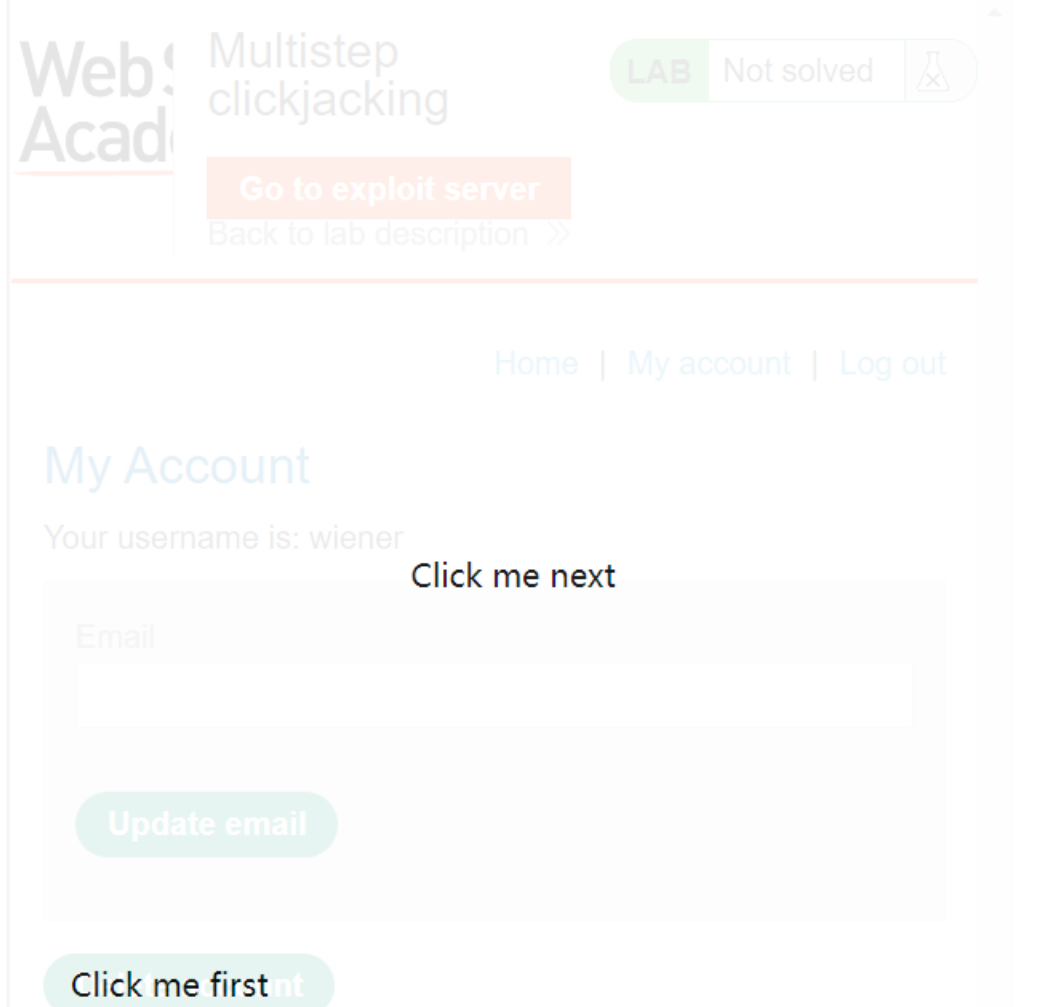 Web S
Acad
Multistep
clickjacking
LAB Not solved
Go to exploit server
Back to lab description »
Home | My account | Log out
My Account
Your username is: wiener
Click me next
Email
Update email
Click me first